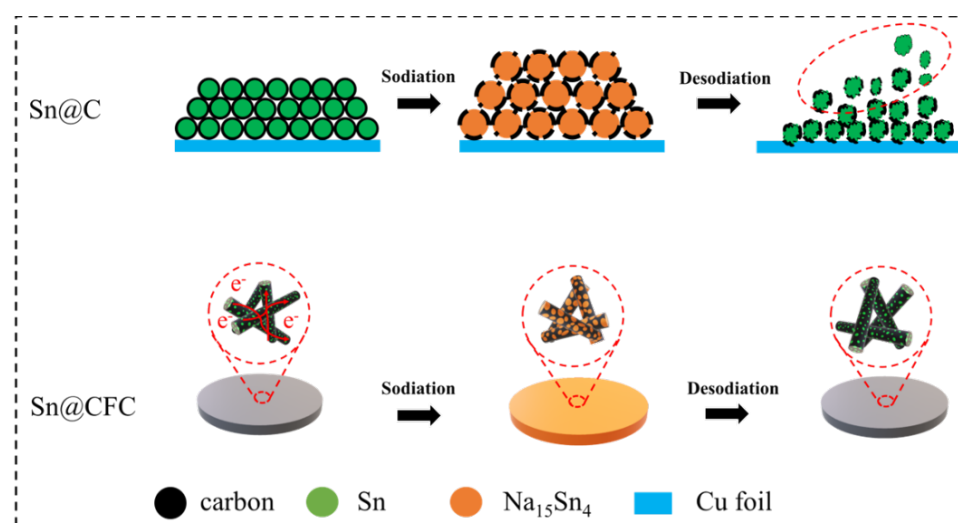 Sn@C
Sodiation
Desodiation
e-
e-
e-
Sn@CFC
Sodiation
Desodiation
carbon
Sn
Na15Sn4
Cu foil